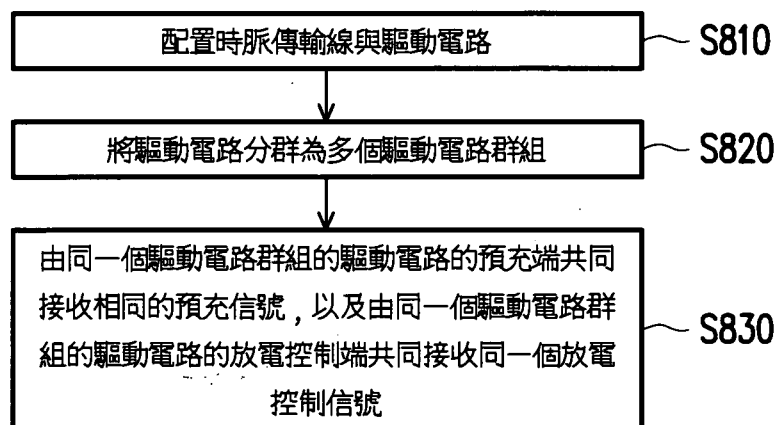 配置時脈傳輸線與驅動電路
S810
將驅動電路分群為多個驅動電路群組
S820
由同一個驅動電路群組的驅動電路的預充端共同
接收相同的預充信號,以及由同一個驅動電路群
組的驅動電路的放電控制端共同接收同一個放電
控制信號
S830